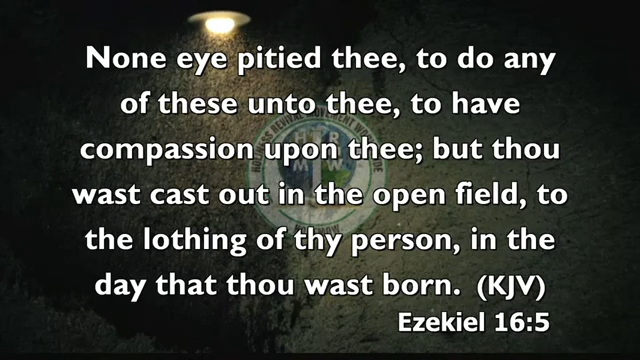 None eye pitied thee, to do any
of these unto thee, to have
compassion upon thee; but thou
wast cast out in the open field, to
the lothing of thy person, in the
day that thou wast born. (KJV)
Ezekiel 16:5